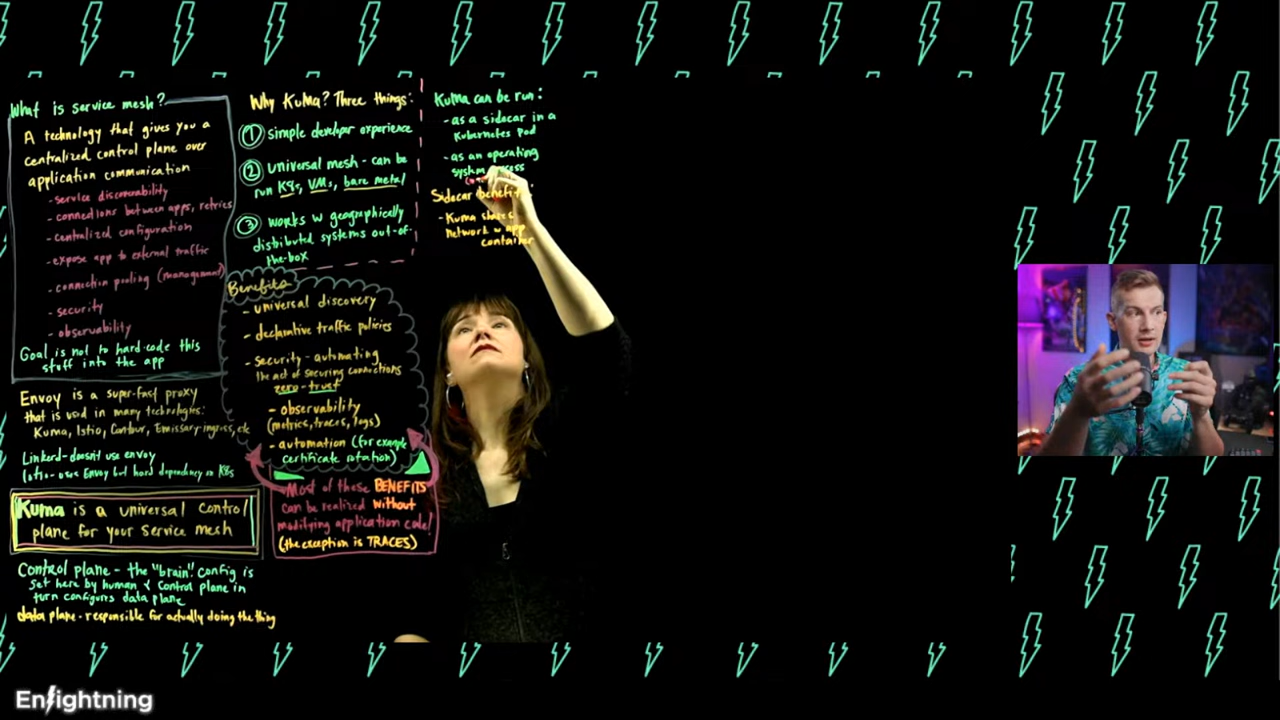 What is service mesh?
A technology that gives you a
centralized control plane over
application communication
- service discoverability
- connections between apps, retries
- centralized configuration
- expose app to external traffic
- connection pooling (management)
- security
- observability
Goal is not to hard-code this
stuff into the app
Envoy is a super-fast proxy
that is used in many technologies:
Kuma, Istio, Contour, Emissary-ingress, etc
Linkerd-doesn't use envoy
Istio-uses Envoy but hard dependency on K8s
Kuma is a universal control
plane for your service mesh
Control plane - the "brain". config is
set here by human & control plane in
turn configures data plane
data plane - responsible for actually doing the thing
Why Kuma? Three things:
1 simple developer experience
2 universal mesh - can be
run K8s, VMs, bare metal
3 works w geographically
distributed systems out-of-
the-box
Benefits
- universal discovery
- declarative traffic policies
- security - automating
the act of securing connections
zero-trust
- observability
(metrics, traces, logs)
- automation (for example
certificate rotation)
Most of these BENEFITS
can be realized without
modifying application code!
(the exception is TRACES)
Kuma can be run:
- as a sidecar in a
Kubernetes pod
- as an operating
system
Sidecar benefits
- Kuma shares
Network w app
container
Enlightning